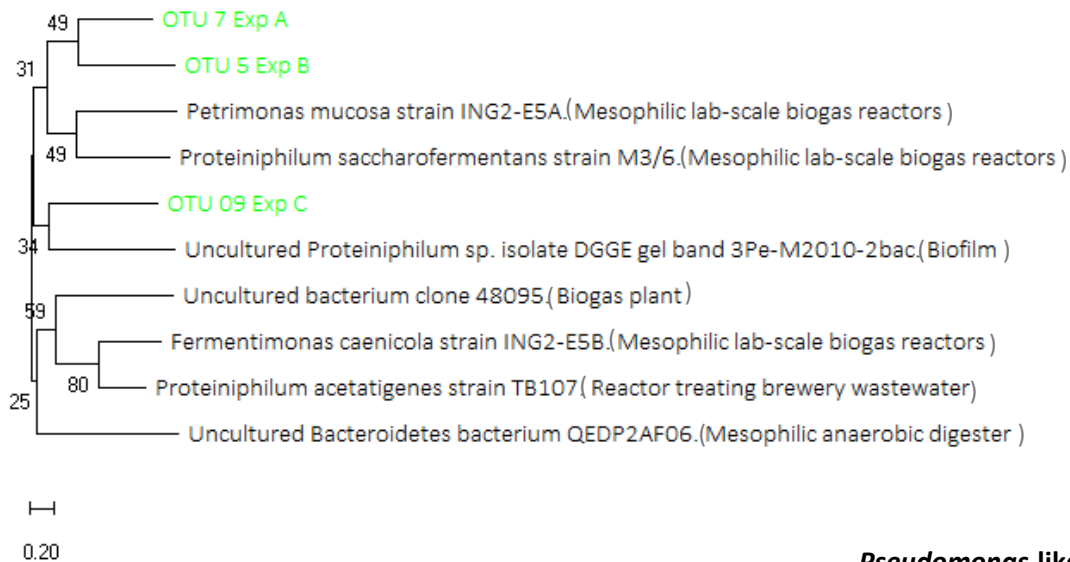 49
OTU 7 Exp A
31
OTU 5 Exp B
Petrimonas mucosa strain ING2-E5A.(Mesophilic lab-scale biogas reactors )
49
Proteiniphilum saccharofermentans strain M3/6.(Mesophilic lab-scale biogas reactors )
OTU 09 Exp C
34
Uncultured Proteiniphilum sp. isolate DGGE gel band 3Pe-M2010-2bac.(Biofilm )
Uncultured bacterium clone 48095.(Biogas plant)
59
Fermentimonas caenicola strain ING2-E5B.(Mesophilic lab-scale biogas reactors )
80
Proteiniphilum acetatigenes strain TB107.( Reactor treating brewery wastewater)
25
Uncultured Bacteroidetes bacterium QEDP2AF06.(Mesophilic anaerobic digester )
0.20
Pseudomonas lik